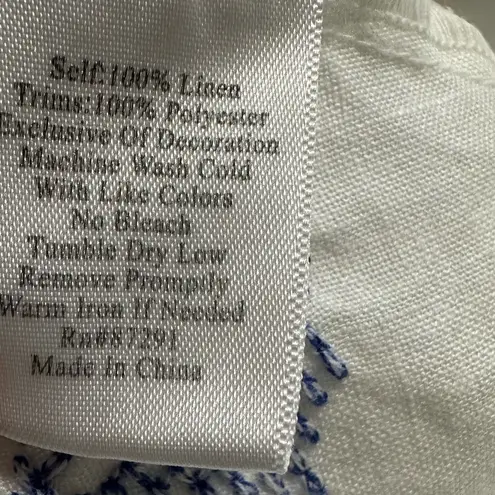 Self:100% Linen
Trims:100% Polyester
Exclusive Of Decoration
Machine Wash Cold
With Like Colors
No Bleach
Tumble Dry Low
Remove Promptly
Warm Iron If Needed
Rn#87291
Made In China